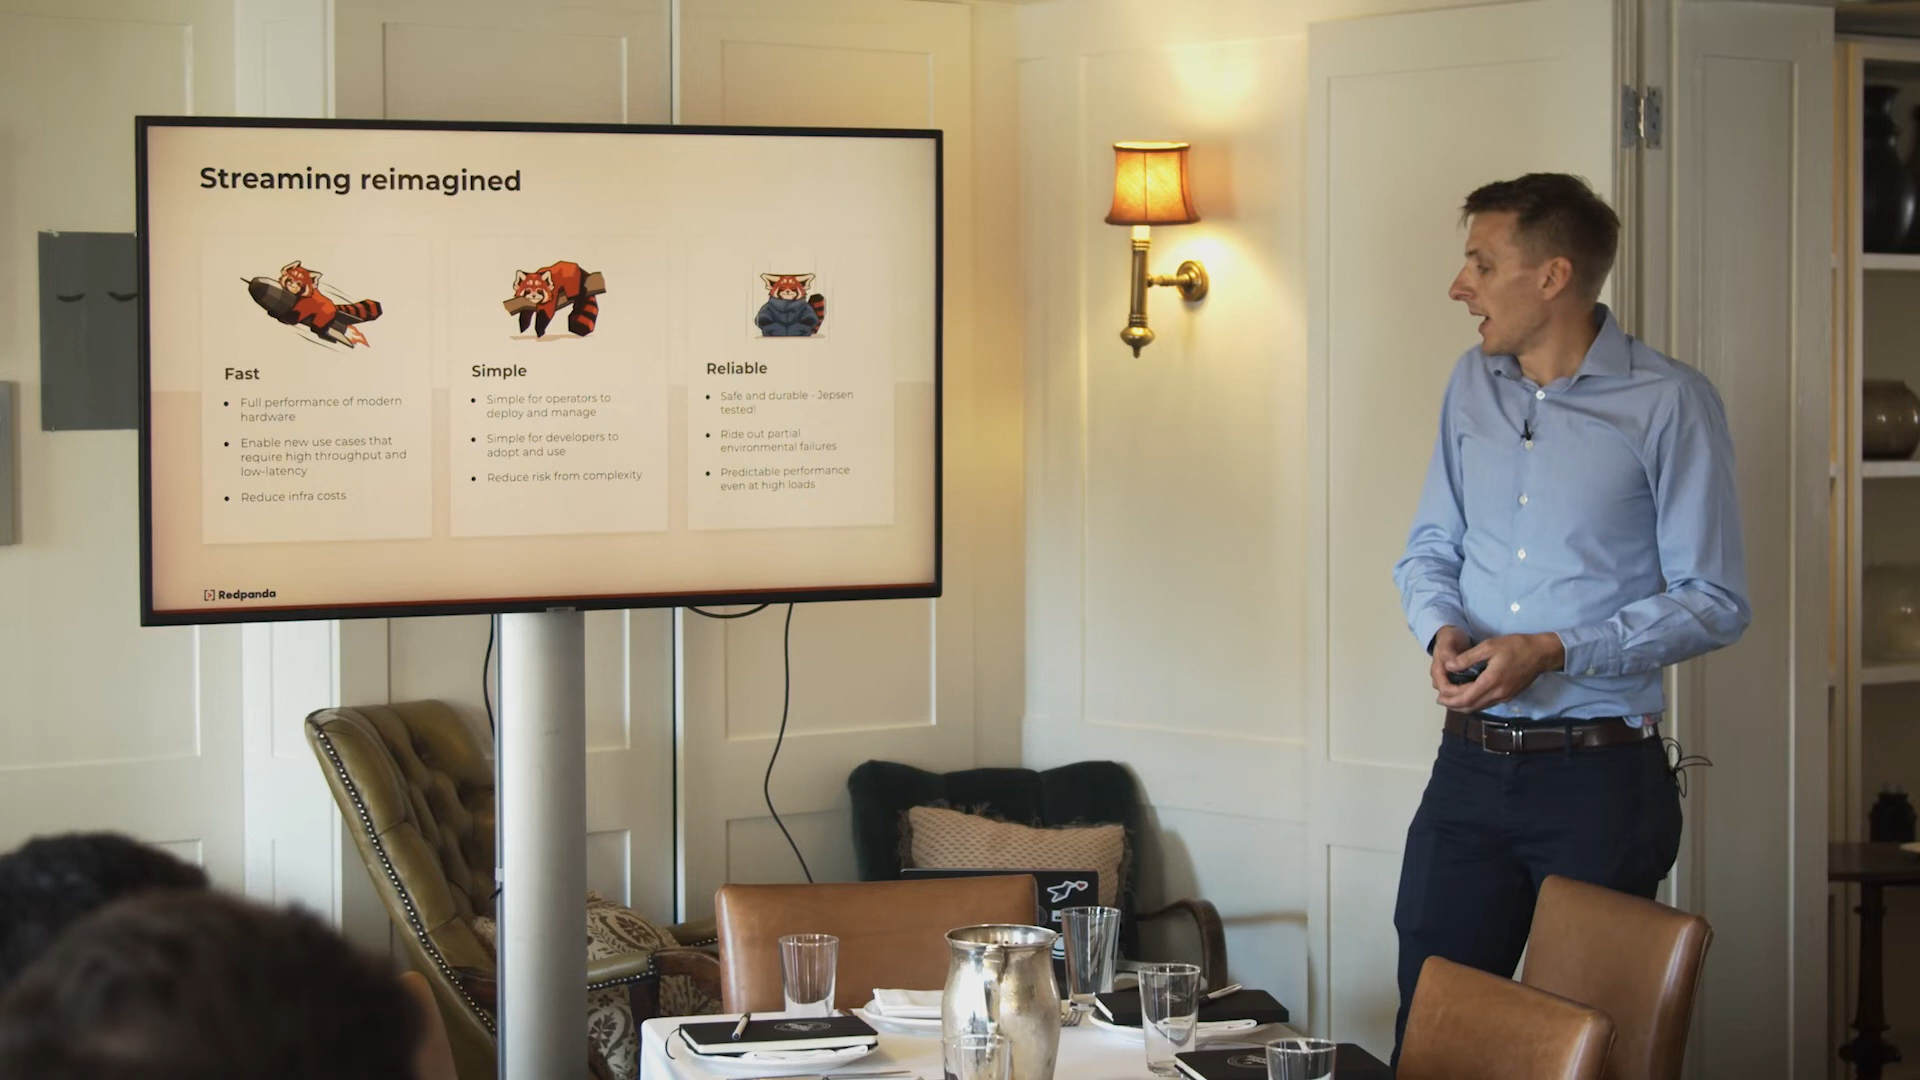 Streaming reimagined
Fast
• Full performance of modern
hardware
• Enable new use cases that
require high throughput and
low-latency
• Reduce infra costs
Simple
• Simple for operators to
deploy and manage
• Simple for developers to
adopt and use
• Reduce risk from complexity
Reliable
• Safe and durable - Jepsen
tested!
• Ride out partial
environmental failures
• Predictable performance
even at high loads
Redpanda